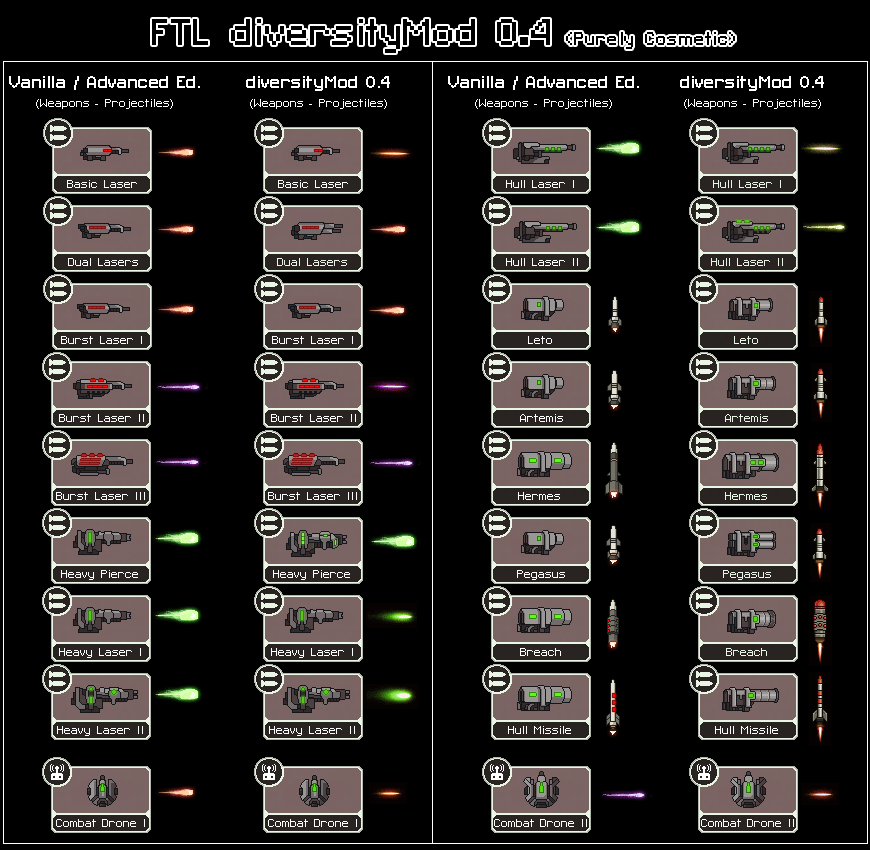 FTL diversityMod 0.4 (Purely Cosmetic)
Vanilla / Advanced Ed. diversityMod 0.4 Vanilla / Advanced Ed. diversityMod 0.4
(Weapons - Projectiles) (Weapons - Projectiles) (Weapons - Projectiles) (Weapons - Projectiles)
Basic Laser Basic Laser Hull Laser I Hull Laser I
Dual Lasers Dual Lasers Hull Laser II Hull Laser II
Burst Laser I Burst Laser I Leto Leto
Burst Laser II Burst Laser II Artemis Artemis
Burst Laser III Burst Laser III Hermes Hermes
Heavy Pierce Heavy Pierce Pegasus Pegasus
Heavy Laser I Heavy Laser I Breach Breach
Heavy Laser II Heavy Laser II Hull Missile Hull Missile
Combat Drone I Combat Drone I Combat Drone II Combat Drone II